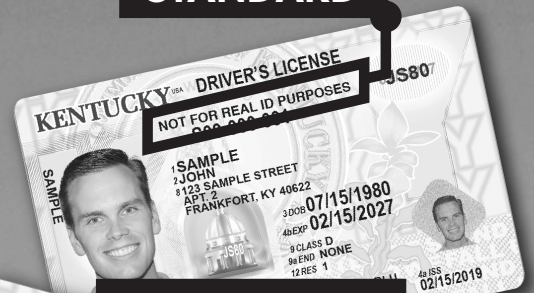 STANDARD
KENTUCKY USA DRIVER'S LICENSE
NOT FOR REAL ID PURPOSES
JS807
SAMPLE
1 SAMPLE
2 JOHN
8 123 SAMPLE STREET
APT. 2
FRANKFORT, KY 40622
3 DOB 07/15/1980
4b EXP 02/15/2027
9 CLASS D
9a END NONE
12 RES 1
JS80
4a ISS
02/15/2019